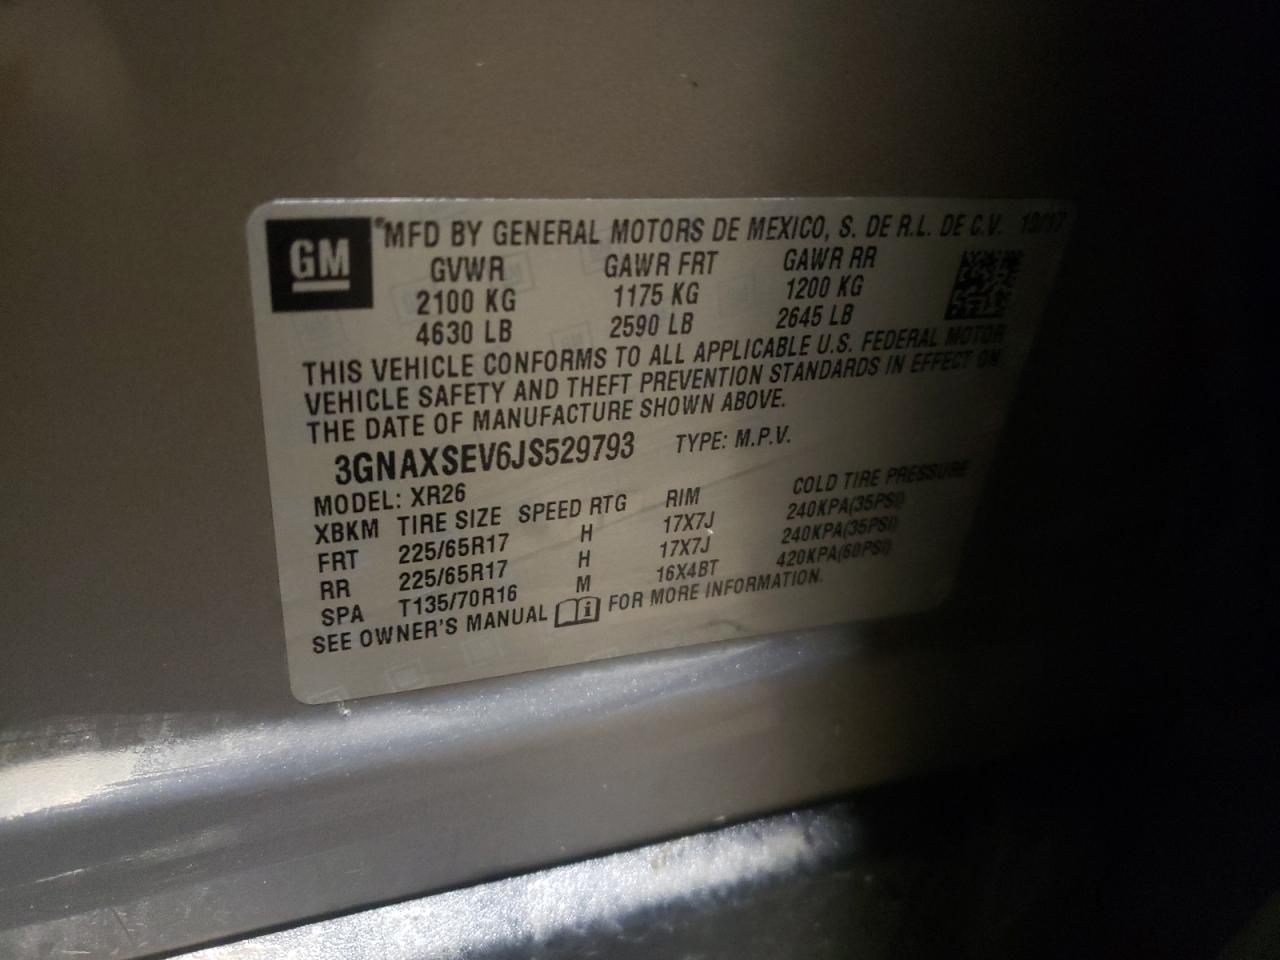 GM
®MFD BY GENERAL MOTORS DE MEXICO, S. DE R.L. DE C.V. 10/17
GVWR GAWR FRT GAWR RR
2100 KG 1175 KG 1200 KG
4630 LB 2590 LB 2645 LB
THIS VEHICLE CONFORMS TO ALL APPLICABLE U.S. FEDERAL MOTOR
VEHICLE SAFETY AND THEFT PREVENTION STANDARDS IN EFFECT ON
THE DATE OF MANUFACTURE SHOWN ABOVE.
3GNAXSEV6JS529793 TYPE: M.P.V.
MODEL: XR26
XBKM TIRE SIZE SPEED RTG RIM COLD TIRE PRESSURE
FRT 225/65R17 H 17X7J 240KPA(35PSI)
RR 225/65R17 H 17X7J 240KPA(35PSI)
SPA T135/70R16 M 16X4BT 420KPA(60PSI)
SEE OWNER'S MANUAL FOR MORE INFORMATION.